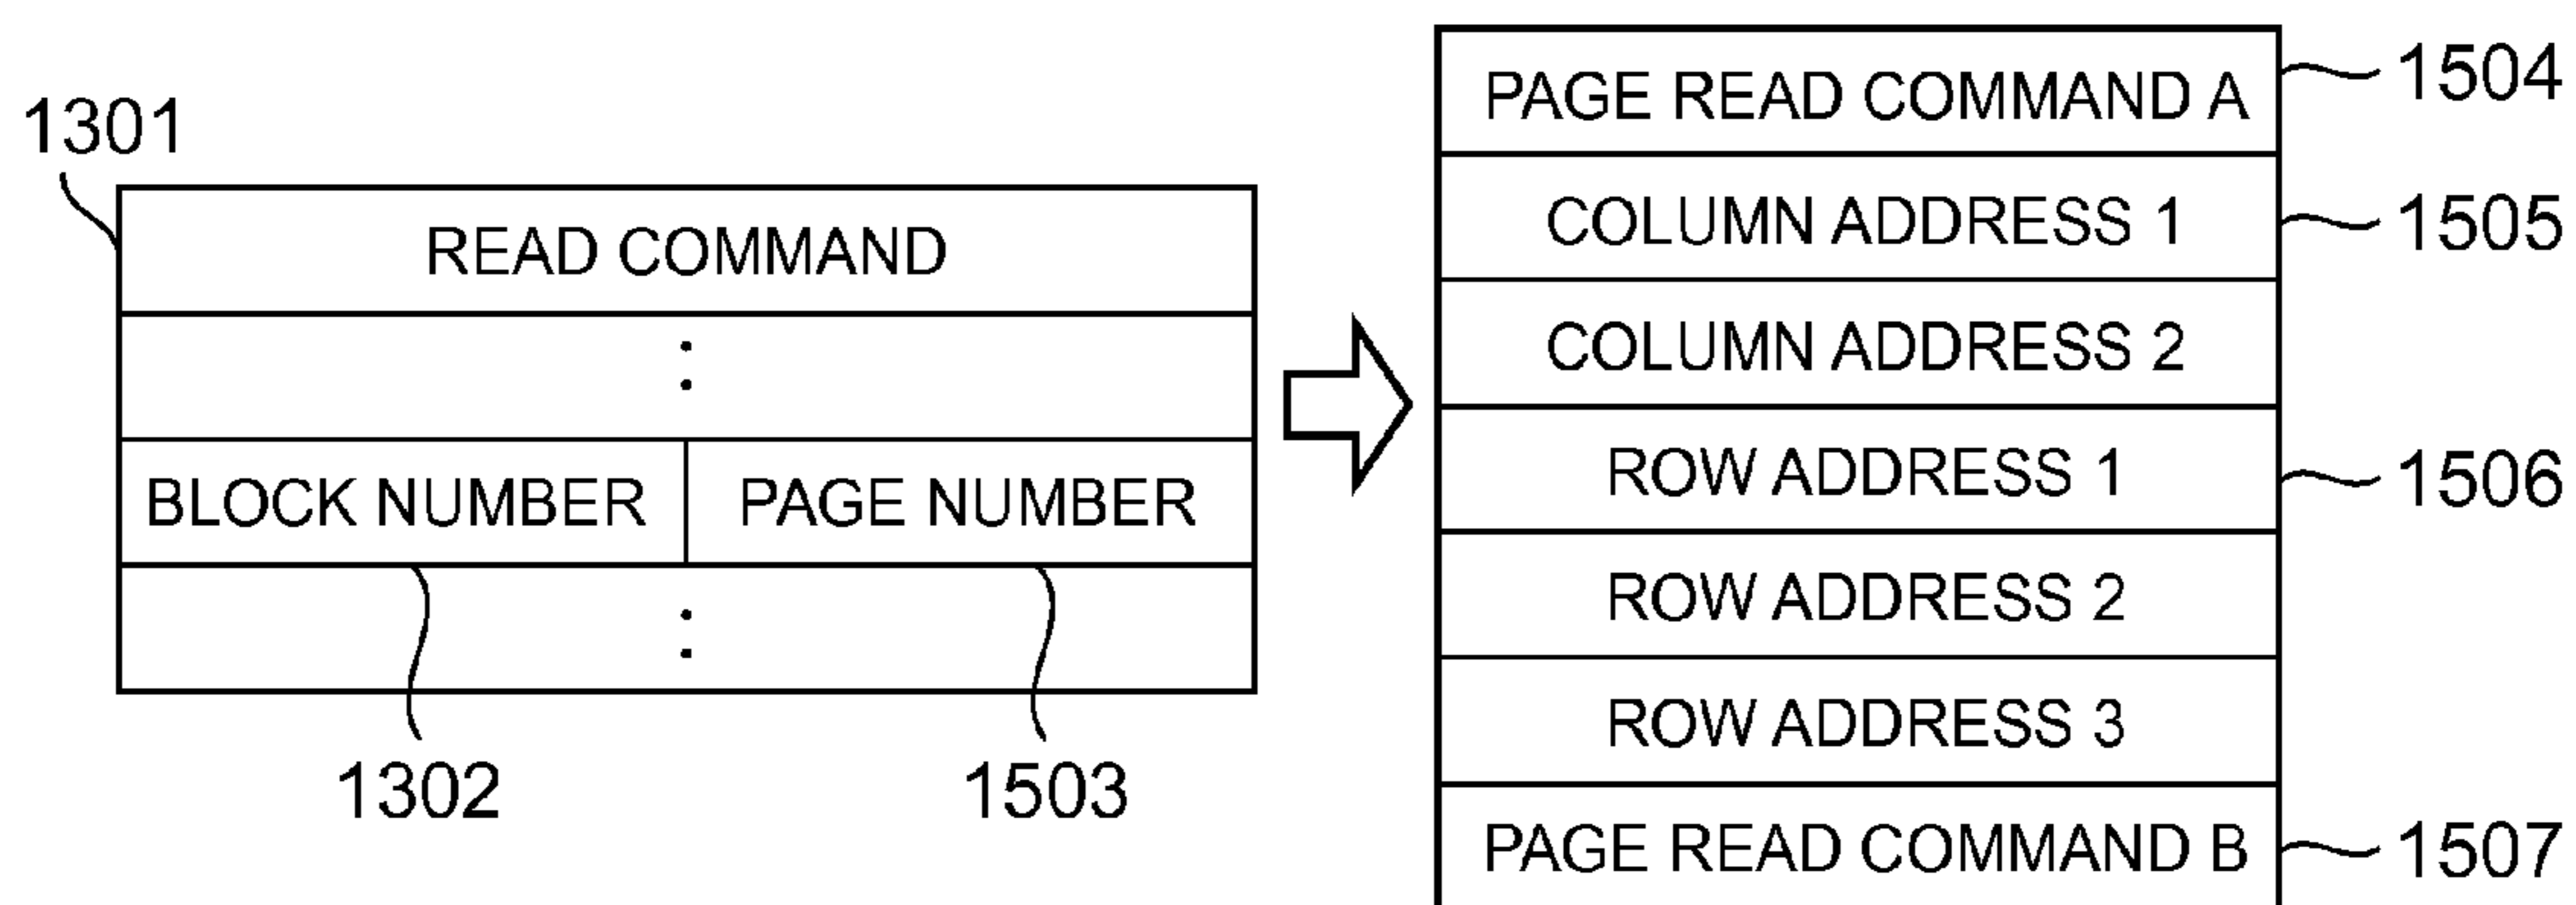 1301
READ COMMAND
:
BLOCK NUMBER
PAGE NUMBER
:
1302
1503
PAGE READ COMMAND A
1504
COLUMN ADDRESS 1
1505
COLUMN ADDRESS 2
ROW ADDRESS 1
1506
ROW ADDRESS 2
ROW ADDRESS 3
PAGE READ COMMAND B
1507